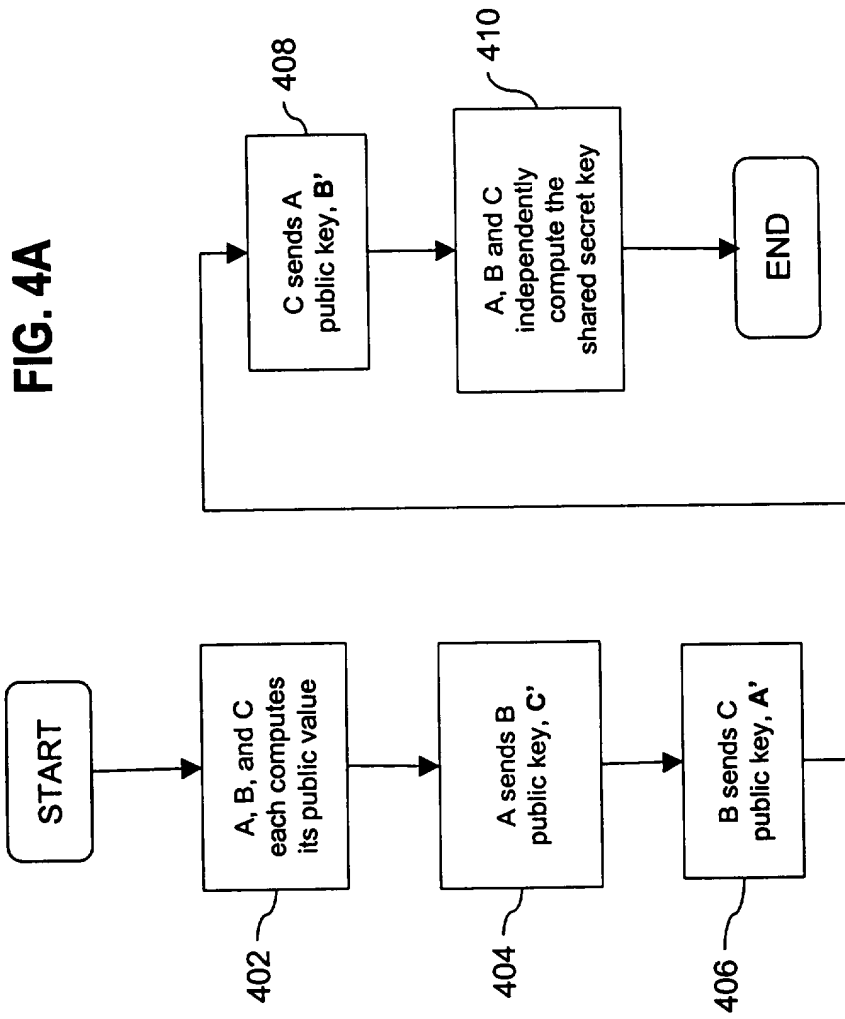 FIG. 4A
START
A, B, and C
each computes
its public value
402
A sends B
public key, C'
404
B sends C
public key, A'
406
C sends A
public key, B'
408
A, B and C
independently
compute the
shared secret key
410
END